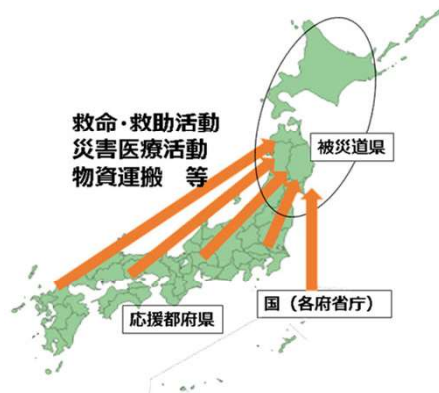 救命・救助活動
災害医療活動
物資運搬　等
被災道県
応援都府県
国（各府省庁）